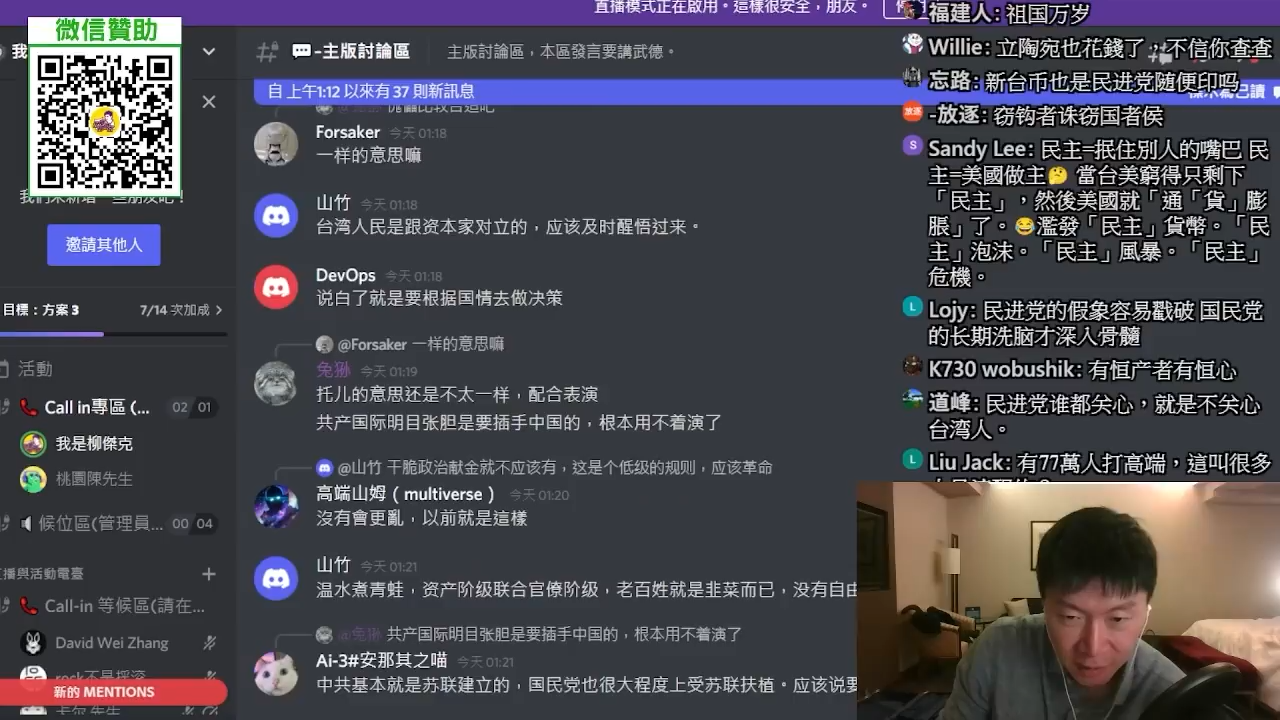 直播模式正在啟用。這樣很安全，朋友。
微信贊助
我
-主版討論區
主版討論區，本區發言要講武德。
自 上午1:12 以來有 37 則新訊息
Forsaker 今天 01:18
一样的意思嘛
山竹 今天 01:18
台湾人民是跟资本家对立的，应该及时醒悟过来。
DevOps 今天 01:18
说白了就是要根据国情去做决策
@Forsaker 一样的意思嘛
兔狲 今天 01:19
托儿的意思还是不太一样，配合表演
共产国际明目张胆是要插手中国的，根本用不着演了
@山竹 干脆政治献金就不应该有，这是个低级的规则，应该革命
高端山姆（multiverse） 今天 01:20
沒有會更亂，以前就是這樣
山竹 今天 01:21
温水煮青蛙，资产阶级联合官僚阶级，老百姓就是韭菜而已，没有自由
@兔狲 共产国际明目张胆是要插手中国的，根本用不着演了
Ai-3#安那其之喵 今天 01:21
中共基本就是苏联建立的，国民党也很大程度上受苏联扶植。应该说要
邀請其他人
目標：方案 3
7/14 次加成
活動
Call in專區 (... 02 01
我是柳傑克
桃園陳先生
候位區(管理員... 00 04
直播與活動電臺
Call-in 等候區(請在...
David Wei Zhang
新的 MENTIONS
福建人: 祖国万岁
Willie: 立陶宛也花錢了，不信你查查
忘路: 新台币也是民进党随便印吗
-放逐: 窃钩者诛窃国者侯
Sandy Lee: 民主=抿住別人的嘴巴 民
主=美國做主🤔 當台美窮得只剩下
「民主」，然後美國就「通「貨」膨
脹」了。😂濫發「民主」貨幣。「民
主」泡沫。「民主」風暴。「民主」
危機。
Lojy: 民进党的假象容易戳破 国民党
的长期洗脑才深入骨髓
K730 wobushik: 有恒产者有恒心
道峰: 民进党谁都关心，就是不关心
台湾人。
Liu Jack: 有77萬人打高端，這叫很多